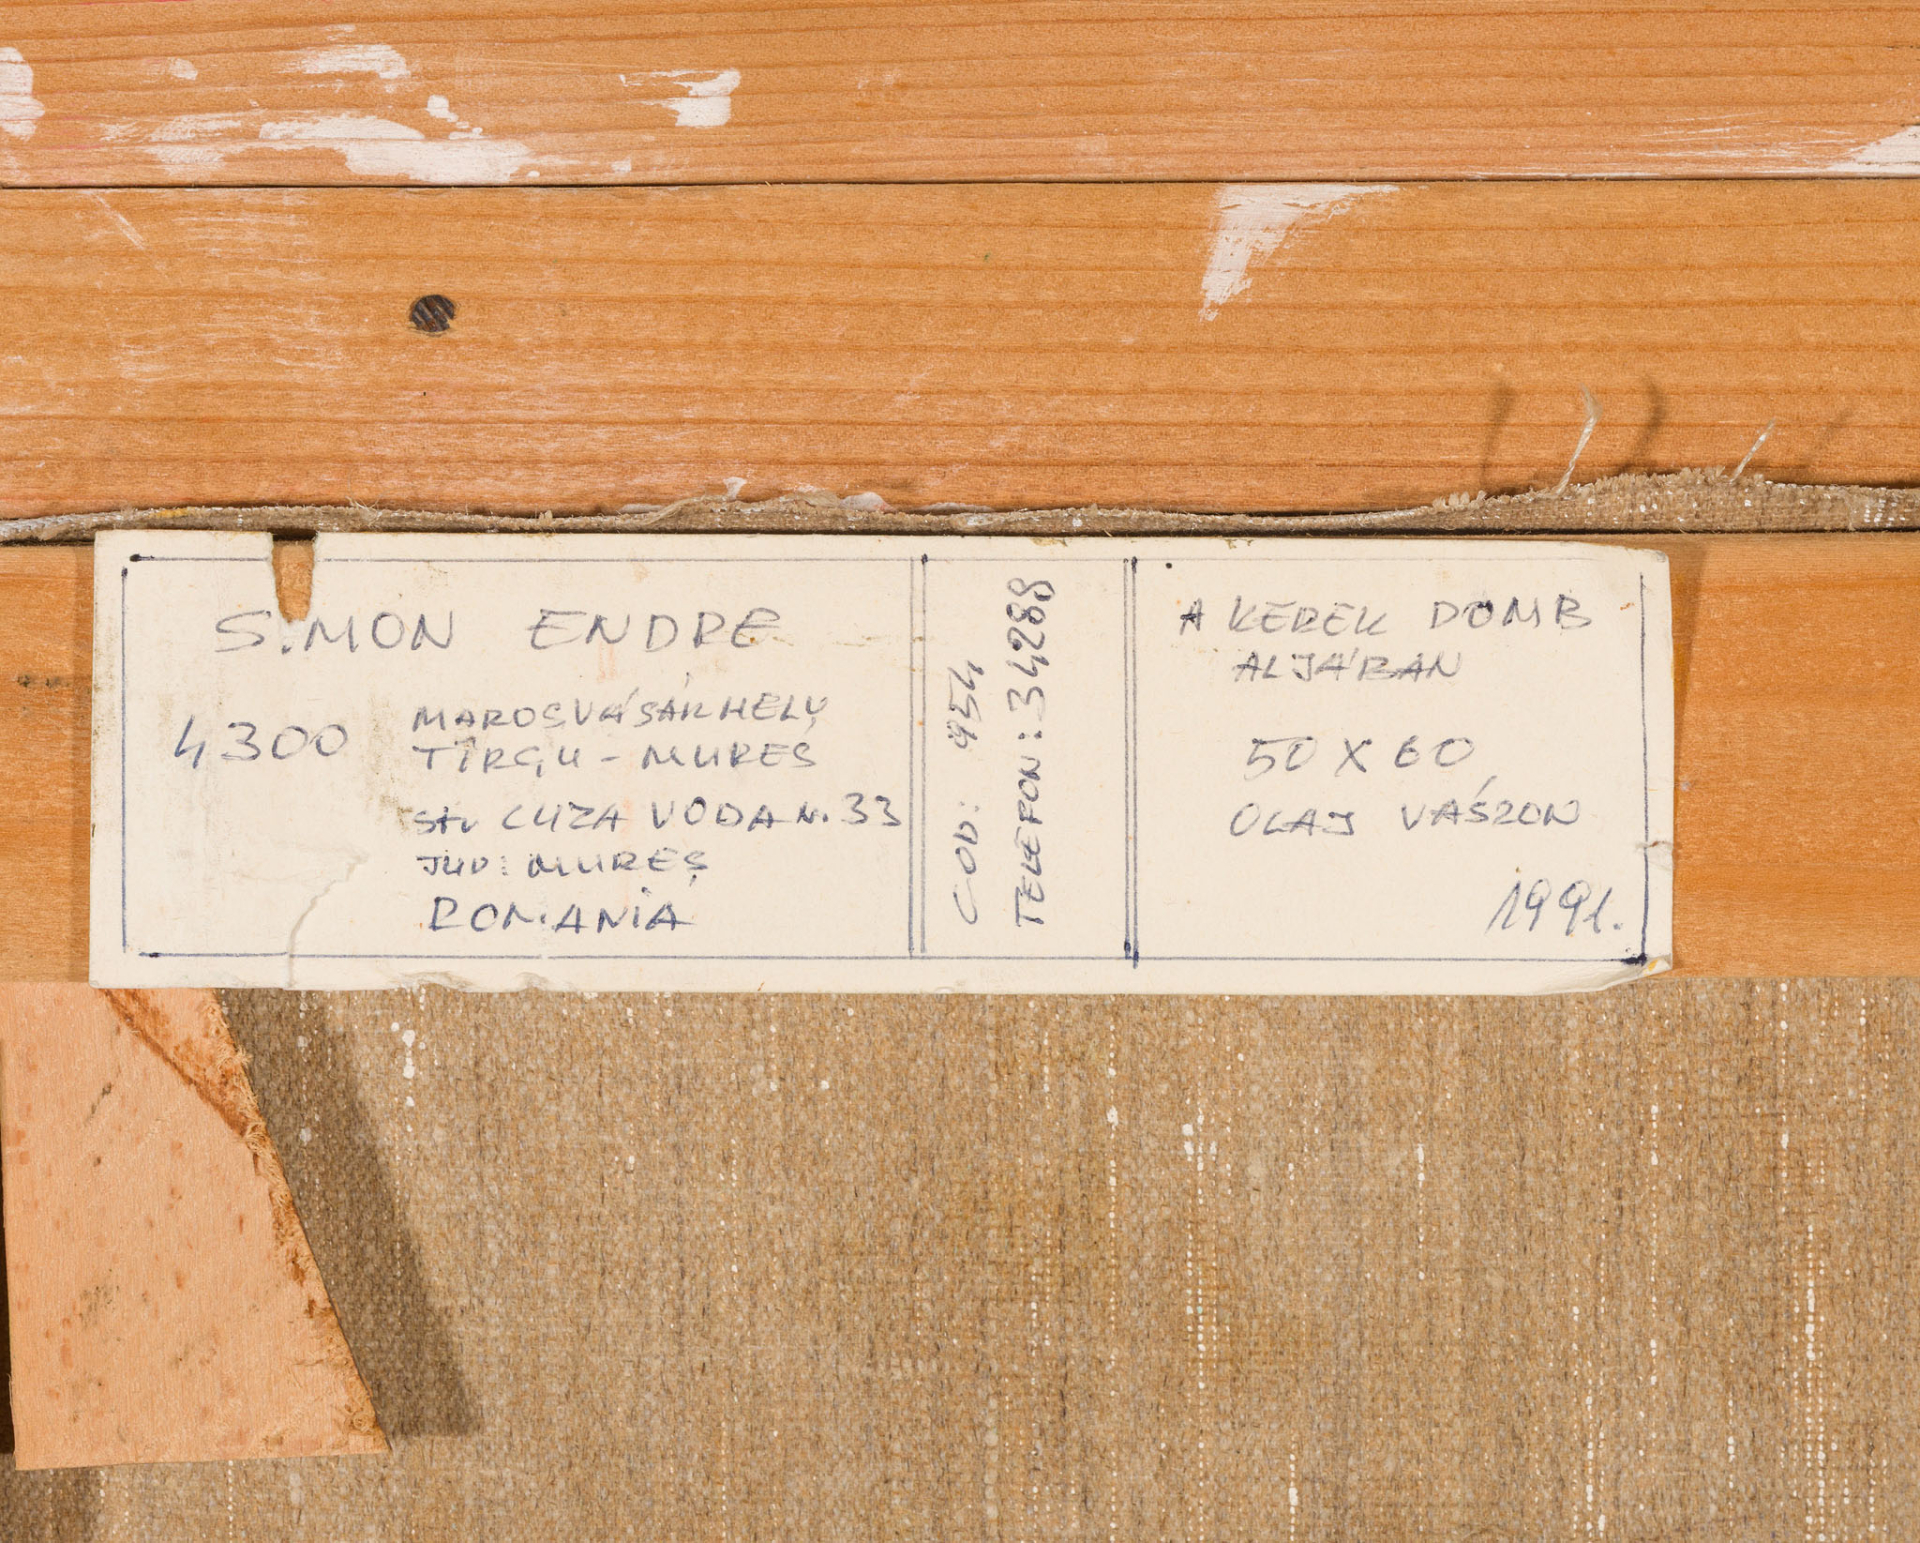 SIMON ENDRE
4300
MAROSVÁSÁRHELY
TÎRGU-MUREȘ
str CUZA VODA N. 33
JUD: MUREȘ
ROMANIA
COD: 954
TELEFON: 34288
A KEREK DOMB
ALJÁBAN
50 X 60
OLAJ VÁSZON
1991.